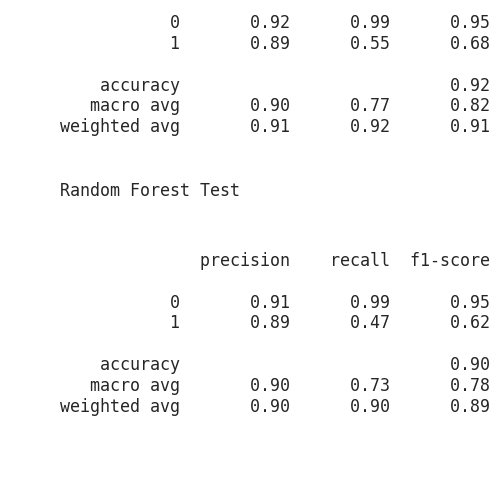 0 0.92 0.99 0.95
1 0.89 0.55 0.68
accuracy 0.92
macro avg 0.90 0.77 0.82
weighted avg 0.91 0.92 0.91
Random Forest Test
precision recall f1-score
0 0.91 0.99 0.95
1 0.89 0.47 0.62
accuracy 0.90
macro avg 0.90 0.73 0.78
weighted avg 0.90 0.90 0.89